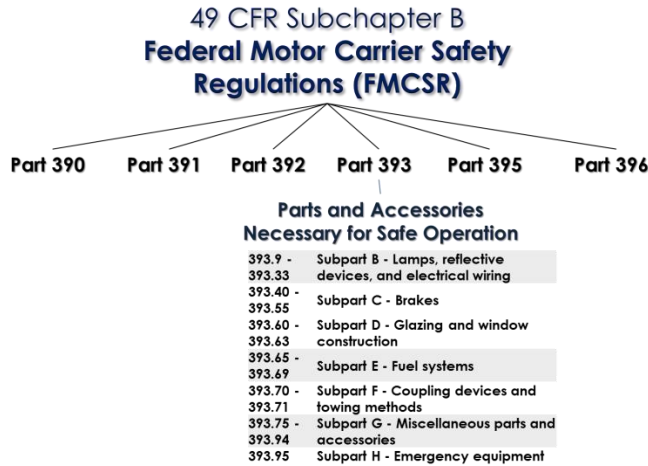 49 CFR Subchapter B
Federal Motor Carrier Safety
Regulations (FMCSR)
Part 390 Part 391 Part 392 Part 393 Part 395 Part 396
Parts and Accessories
Necessary for Safe Operation
393.9 - Subpart B - Lamps, reflective
393.33 devices, and electrical wiring
393.40 -
393.55 Subpart C - Brakes
393.60 - Subpart D - Glazing and window
393.63 construction
393.65 -
393.69 Subpart E - Fuel systems
393.70 - Subpart F - Coupling devices and
393.71 towing methods
393.75 - Subpart G - Miscellaneous parts and
393.94 accessories
393.95 Subpart H - Emergency equipment